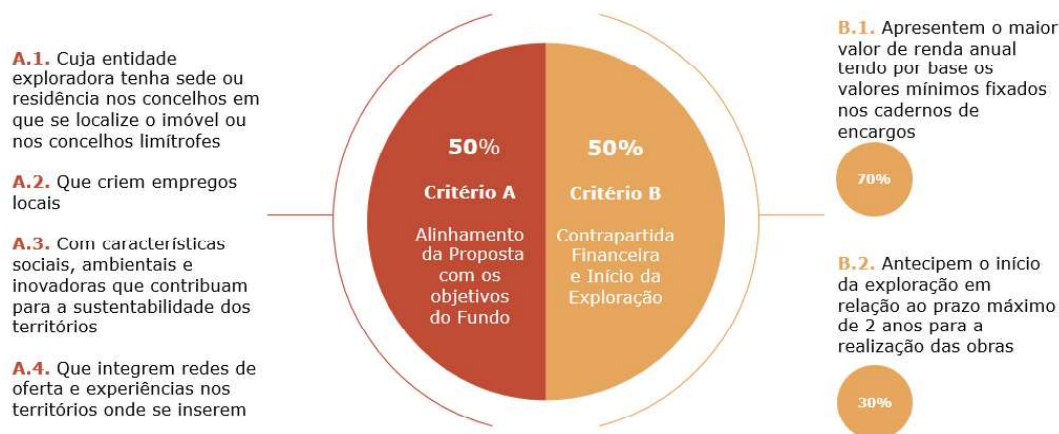 A.1. Cuja entidade
exploradora tenha sede ou
residência nos concelhos em
que se localize o imóvel ou
nos concelhos limítrofes
A.2. Que criem empregos
locais
A.3. Com características
sociais, ambientais e
inovadoras que contribuam
para a sustentabilidade dos
territórios
A.4. Que integrem redes de
oferta e experiências nos
territórios onde se inserem
50%
Critério A
Alinhamento
da Proposta
com os
objetivos
do Fundo
50%
Critério B
Contrapartida
Financeira
e Início da
Exploração
B.1. Apresentem o maior
valor de renda anual
tendo por base os
valores mínimos fixados
nos cadernos de
encargos
70%
B.2. Antecipem o início
da exploração em
relação ao prazo máximo
de 2 anos para a
realização das obras
30%